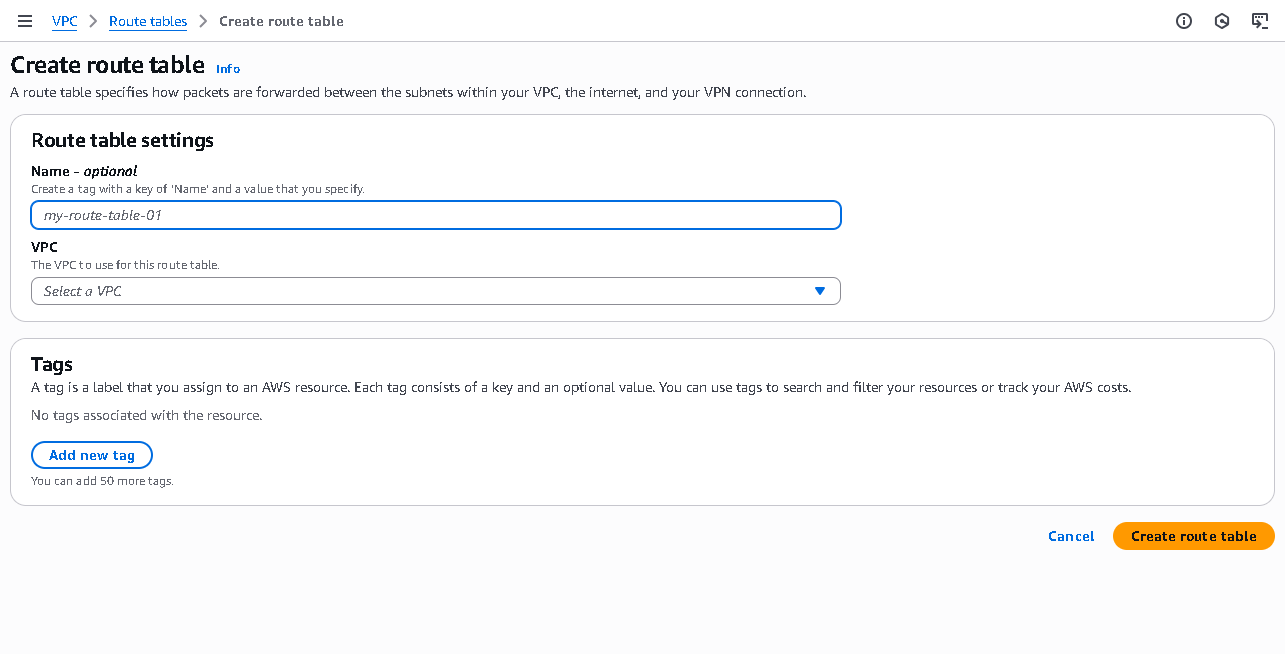 VPC > Route tables > Create route table
Create route table Info
A route table specifies how packets are forwarded between the subnets within your VPC, the internet, and your VPN connection.
Route table settings
Name - optional
Create a tag with a key of 'Name' and a value that you specify.
my-route-table-01
VPC
The VPC to use for this route table.
Select a VPC
Tags
A tag is a label that you assign to an AWS resource. Each tag consists of a key and an optional value. You can use tags to search and filter your resources or track your AWS costs.
No tags associated with the resource.
Add new tag
You can add 50 more tags.
Cancel Create route table